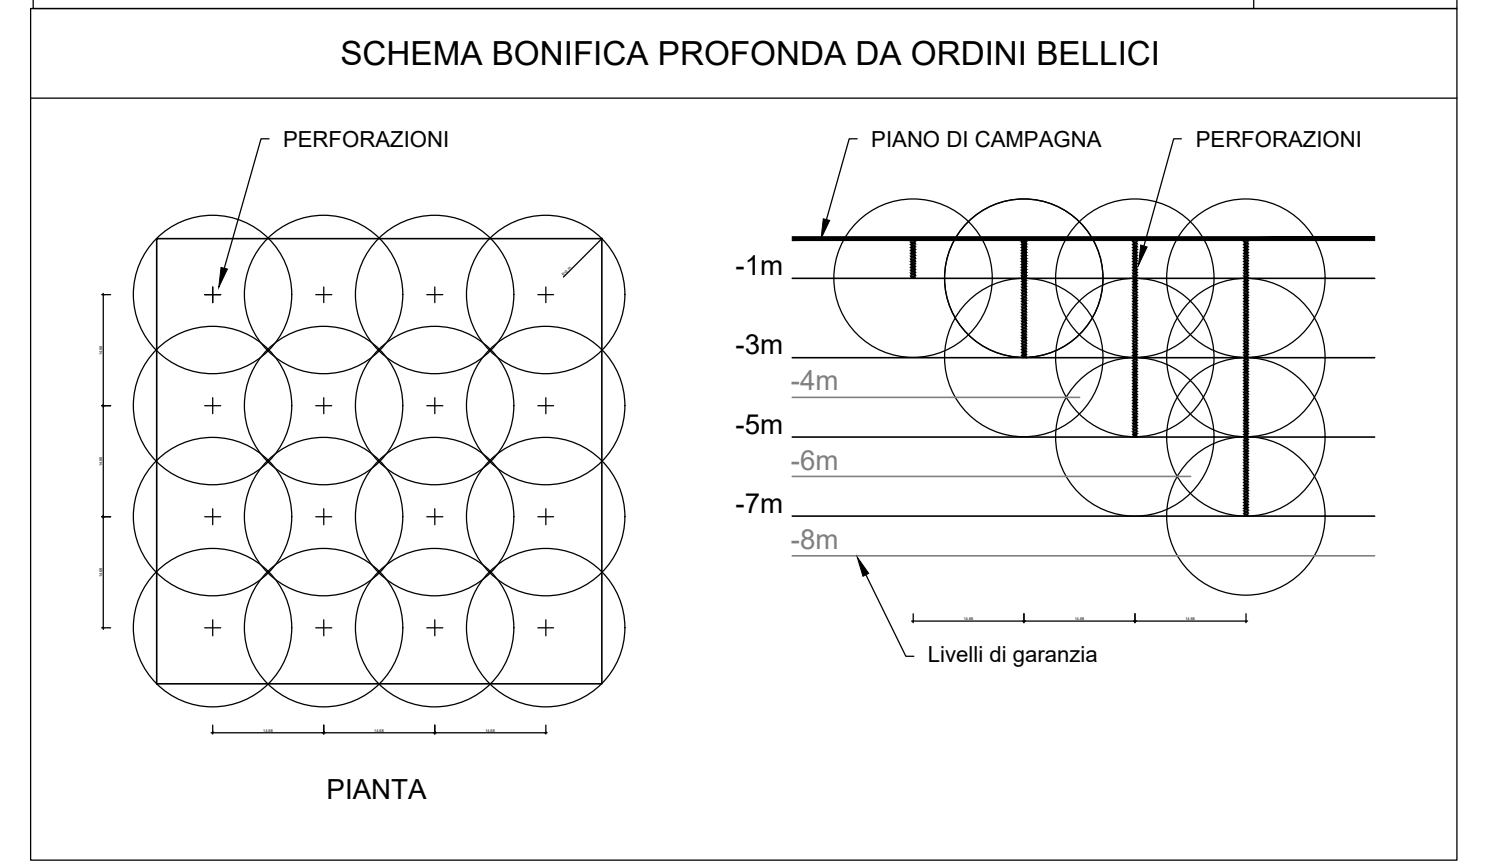 SCHEMA BONIFICA PROFONDA DA ORDINI BELLICI
PERFORAZIONI
PIANTA
PIANO DI CAMPAGNA
PERFORAZIONI
-1m
-3m
-4m
-5m
-6m
-7m
-8m
Livelli di garanzia